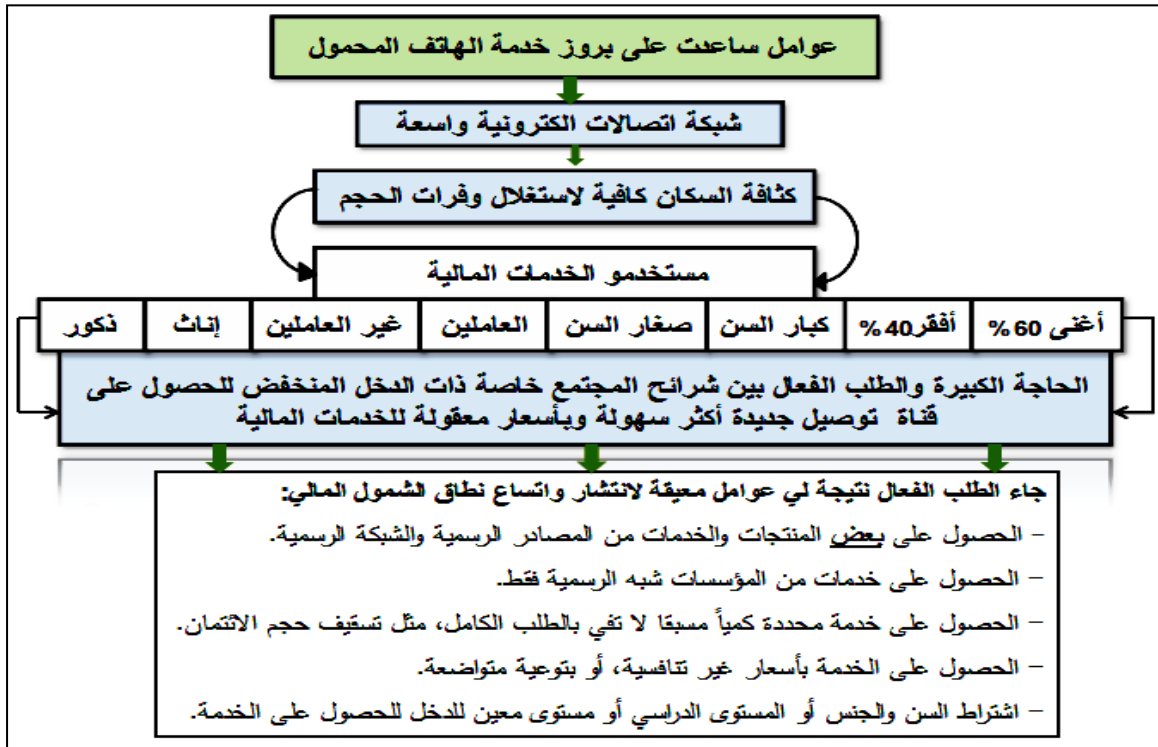 عوامل ساعدت على بروز خدمة الهاتف المحمول
شبكة اتصالات الكترونية واسعة
كثافة السكان كافية لاستغلال وفرات الحجم
مستخدمو الخدمات المالية
أغنى 60% أفقر40% كبار السن صغار السن العاملين غير العاملين إناث ذكور
الحاجة الكبيرة والطلب الفعال بين شرائح المجتمع خاصة ذات الدخل المنخفض للحصول على
قناة توصيل جديدة أكثر سهولة وبأسعار معقولة للخدمات المالية
جاء الطلب الفعال نتيجة لي عوامل معيقة لانتشار واتساع نطاق الشمول المالي:
- الحصول على بعض المنتجات والخدمات من المصادر الرسمية والشبكة الرسمية.
- الحصول على خدمات من المؤسسات شبه الرسمية فقط.
- الحصول على خدمة محددة كمياً مسبقا لا تفي بالطلب الكامل، مثل تسقيف حجم الائتمان.
- الحصول على الخدمة بأسعار غير تنافسية، أو بتوعية متواضعة.
- اشتراط السن والجنس أو المستوى الدراسي أو مستوى معين للدخل للحصول على الخدمة.